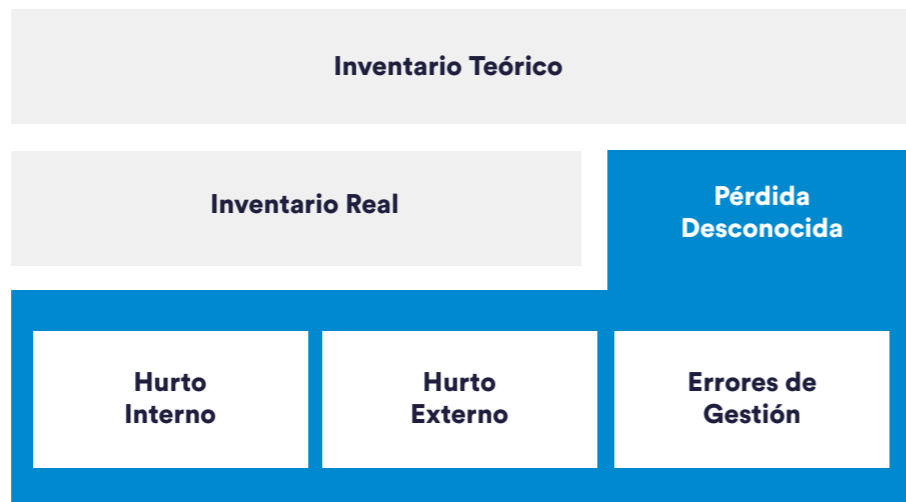 Inventario Teórico
Inventario Real
Pérdida
Desconocida
Hurto
Interno
Hurto
Externo
Errores de
Gestión